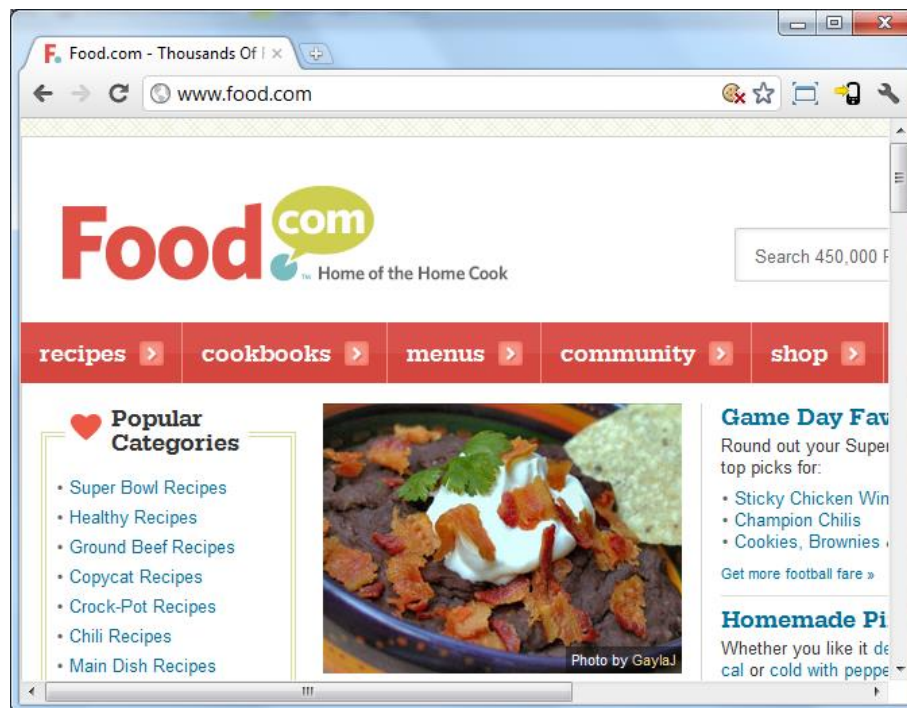 Food.com - Thousands Of
www.food.com
Food.com
TM Home of the Home Cook
Search 450,000
recipes
cookbooks
menus
community
shop
Popular
Categories
• Super Bowl Recipes
• Healthy Recipes
• Ground Beef Recipes
• Copycat Recipes
• Crock-Pot Recipes
• Chili Recipes
• Main Dish Recipes
Photo by GaylaJ
Game Day Fav
Round out your Super
top picks for:
• Sticky Chicken Win
• Champion Chilis
• Cookies, Brownies
Get more football fare »
Homemade Pi
Whether you like it de
cal or cold with peppe